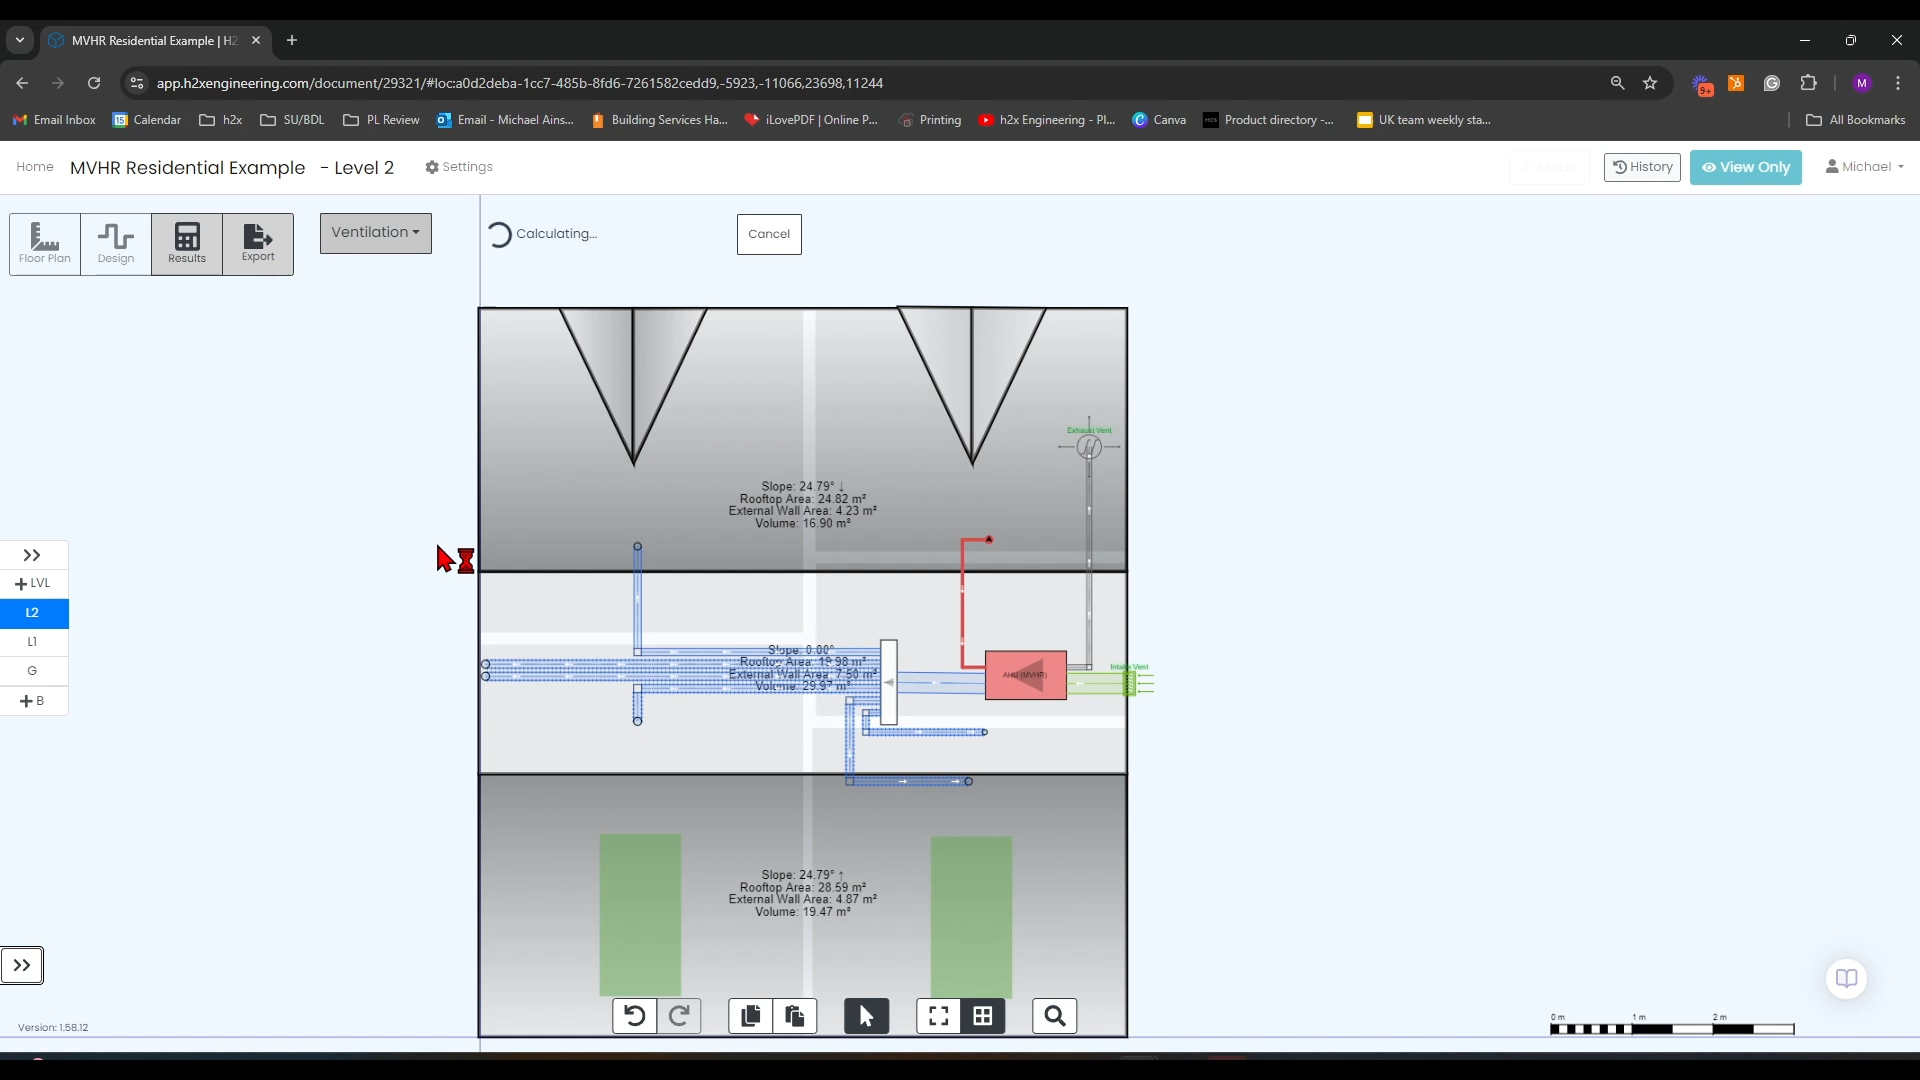 MVHR Residential Example | H2
app.h2xengineering.com/document/29321/#loc:a0d2deba-1cc7-485b-8fd6-7261582cedd9,-5923,-11066,23698,11244
9+
M
Email Inbox
15 Calendar
h2x
SU/BDL
PL Review
Email - Michael Ains...
Building Services Ha...
iLovePDF | Online P...
Printing
h2x Engineering - Pl...
Canva
Product directory -...
UK team weekly sta...
All Bookmarks
Home
MVHR Residential Example - Level 2
Settings
History
View Only
Michael
Floor Plan
Design
Results
Export
Ventilation
Calculating...
Cancel
Exhaust Vent
Slope: 24.79° ↓
Rooftop Area: 24.82 m²
External Wall Area: 4.23 m²
Volume: 16.90 m³
+ LVL
L2
L1
G
+ B
Slope: 0.00°
Rooftop Area: 19.98 m²
External Wall Area: 7.50 m²
Volume: 29.97 m³
AHU (MVHR)
Intake Vent
Slope: 24.79° ↑
Rooftop Area: 28.59 m²
External Wall Area: 4.87 m²
Volume: 19.47 m³
0 m
1 m
2 m
Version: 1.58.12